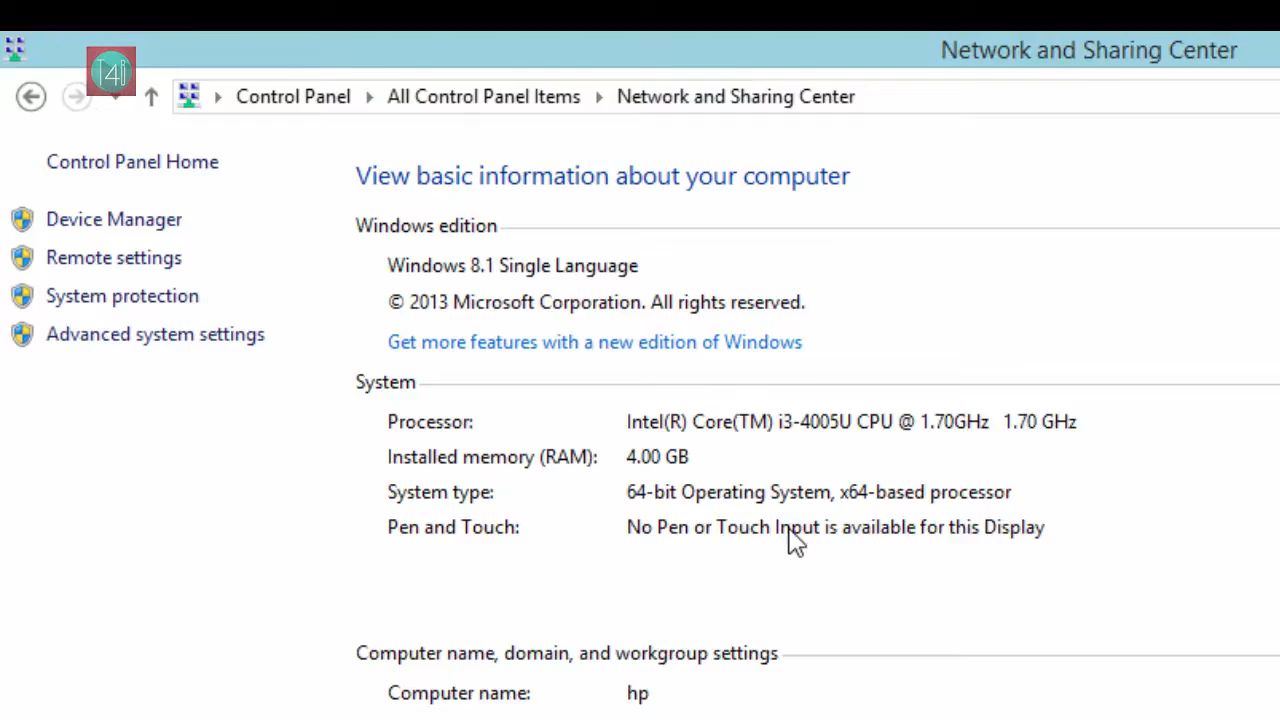 Network and Sharing Center
T4i
Control Panel All Control Panel Items Network and Sharing Center
Control Panel Home
Device Manager
Remote settings
System protection
Advanced system settings
View basic information about your computer
Windows edition
Windows 8.1 Single Language
© 2013 Microsoft Corporation. All rights reserved.
Get more features with a new edition of Windows
System
Processor: Intel(R) Core(TM) i3-4005U CPU @ 1.70GHz 1.70 GHz
Installed memory (RAM): 4.00 GB
System type: 64-bit Operating System, x64-based processor
Pen and Touch: No Pen or Touch Input is available for this Display
Computer name, domain, and workgroup settings
Computer name: hp